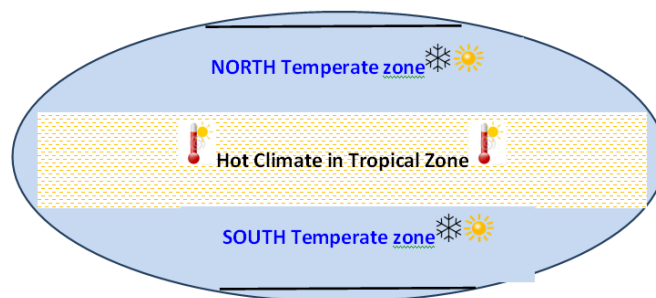 NORTH Temperate zone
Hot Climate in Tropical Zone
SOUTH Temperate zone